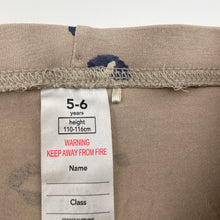 5-6
years
height
110-116cm
WARNING
KEEP AWAY FROM FIRE
Name
Class